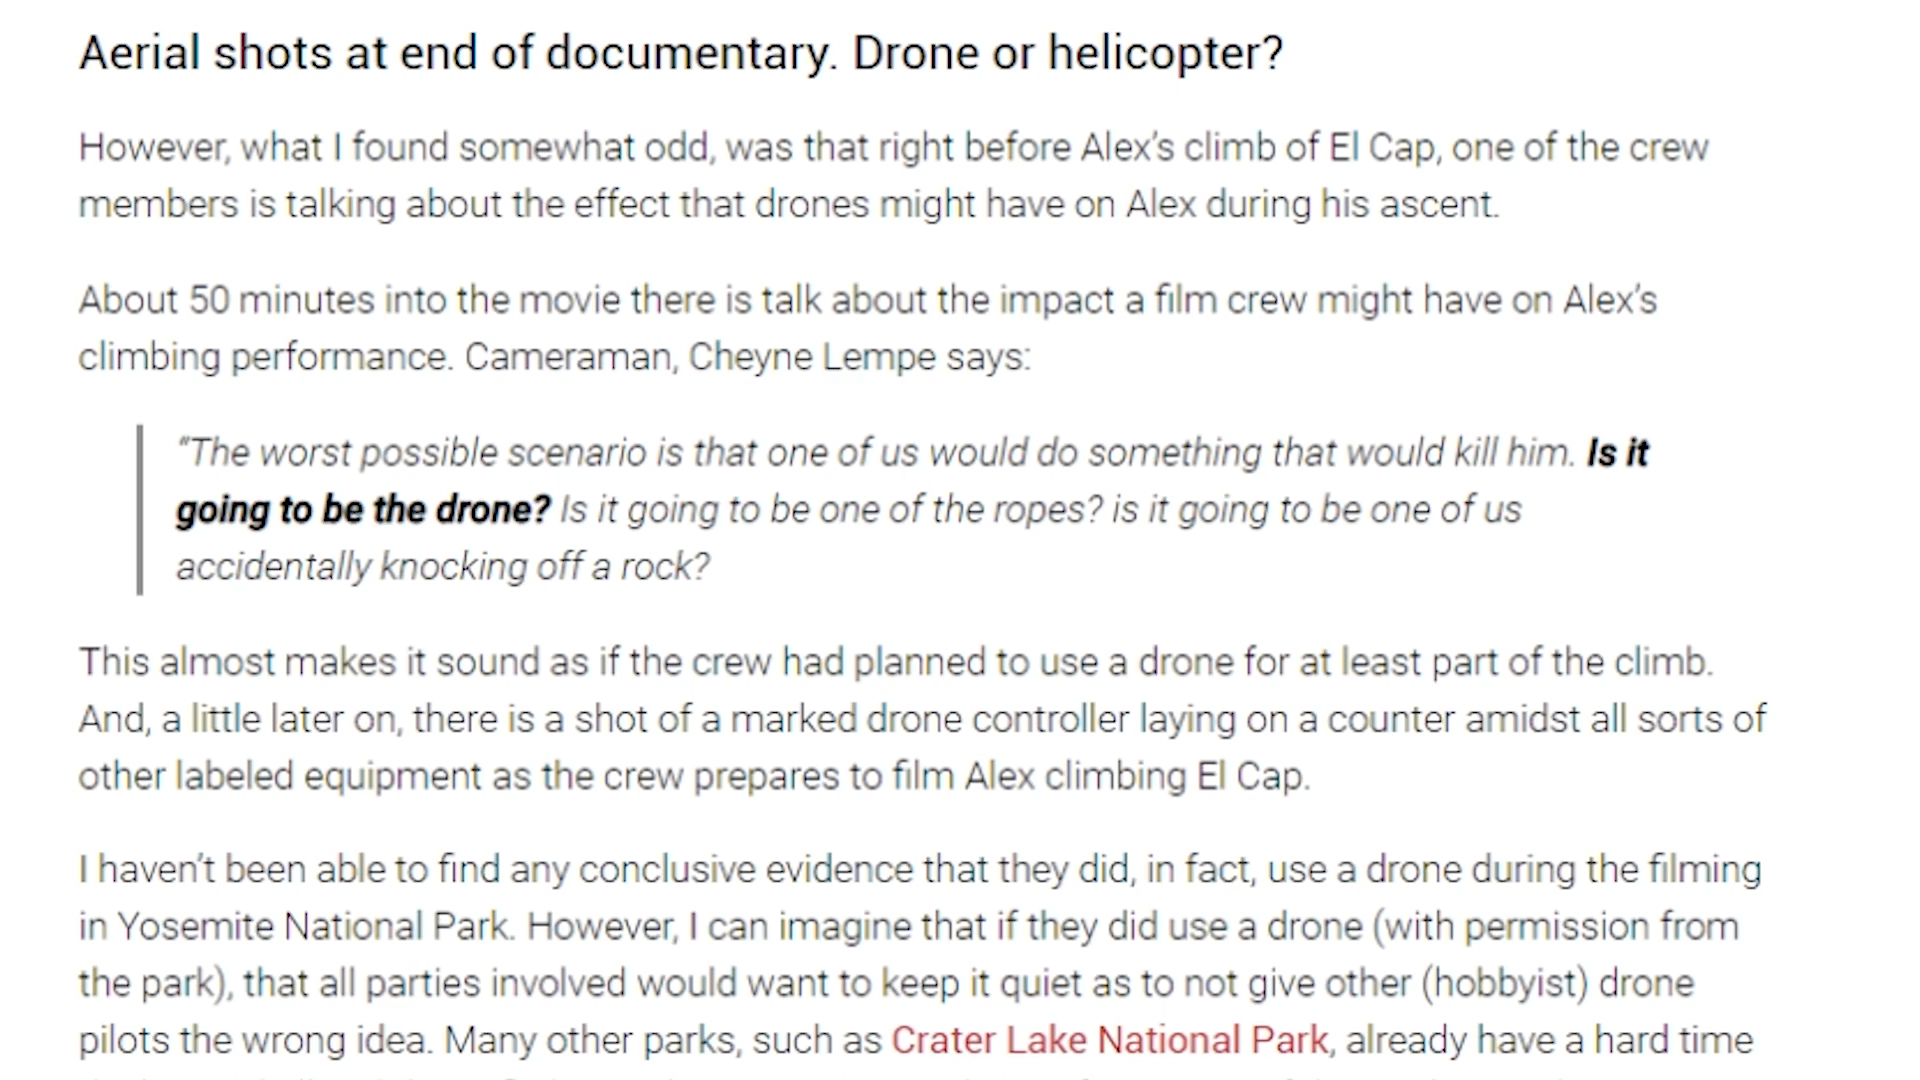 Aerial shots at end of documentary. Drone or helicopter?
However, what I found somewhat odd, was that right before Alex's climb of El Cap, one of the crew
members is talking about the effect that drones might have on Alex during his ascent.
About 50 minutes into the movie there is talk about the impact a film crew might have on Alex's
climbing performance. Cameraman, Cheyne Lempe says:
“The worst possible scenario is that one of us would do something that would kill him. Is it
going to be the drone? Is it going to be one of the ropes? is it going to be one of us
accidentally knocking off a rock?
This almost makes it sound as if the crew had planned to use a drone for at least part of the climb.
And, a little later on, there is a shot of a marked drone controller laying on a counter amidst all sorts of
other labeled equipment as the crew prepares to film Alex climbing El Cap.
I haven't been able to find any conclusive evidence that they did, in fact, use a drone during the filming
in Yosemite National Park. However, I can imagine that if they did use a drone (with permission from
the park), that all parties involved would want to keep it quiet as to not give other (hobbyist) drone
pilots the wrong idea. Many other parks, such as Crater Lake National Park, already have a hard time